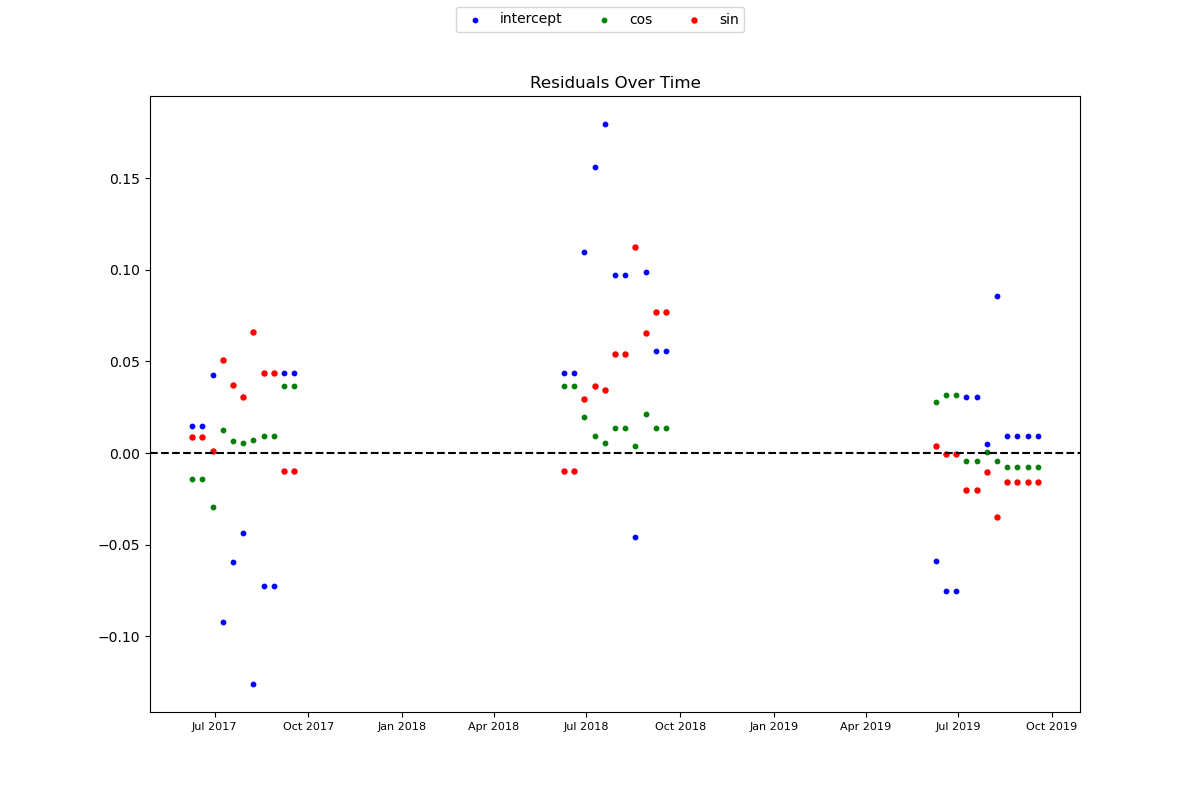 intercept cos sin
Residuals Over Time
0.15
0.10
0.05
0.00
−0.05
−0.10
Jul 2017 Oct 2017 Jan 2018 Apr 2018 Jul 2018 Oct 2018 Jan 2019 Apr 2019 Jul 2019 Oct 2019